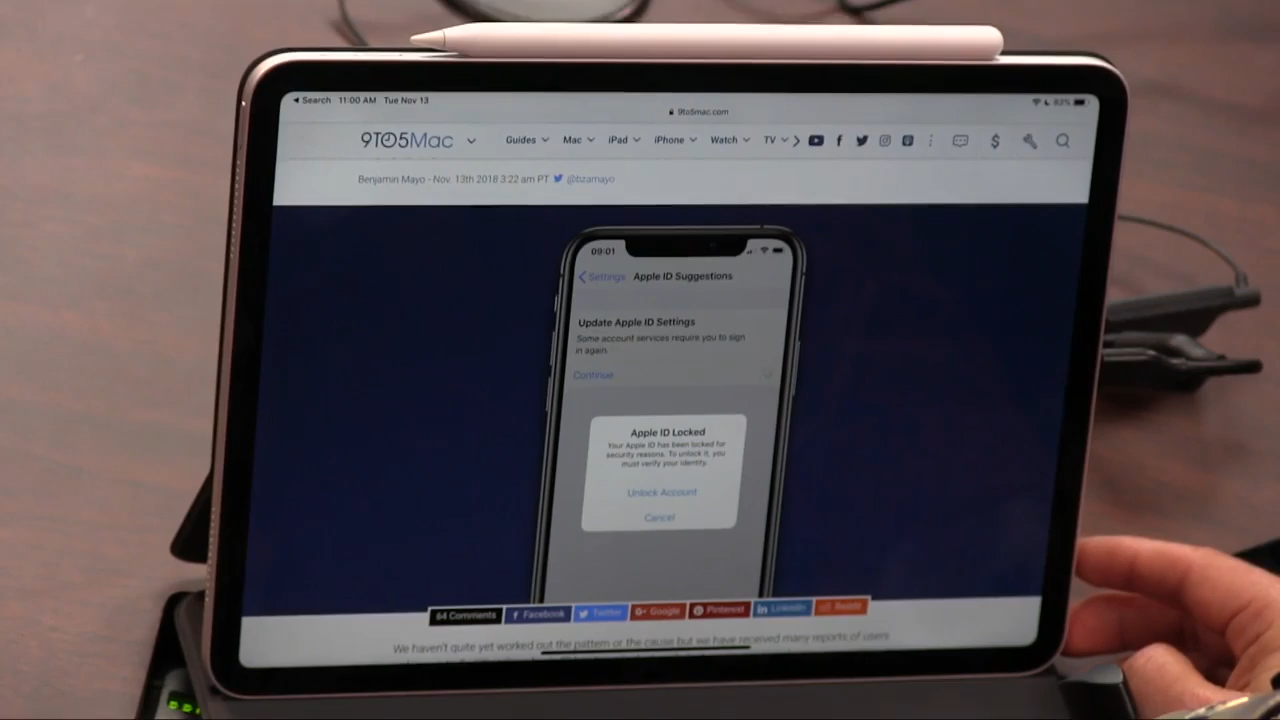 Search 11:00 AM Tue Nov 13
83%
9to5mac.com
9TO5Mac Guides Mac iPad iPhone Watch TV
Benjamin Mayo - Nov. 13th 2018 3:22 am PT @bzamayo
09:01
Settings Apple ID Suggestions
Update Apple ID Settings
Some account services require you to sign
in again.
Continue
Apple ID Locked
Your Apple ID has been locked for
security reasons. To unlock it, you
must verify your identity.
Unlock Account
Cancel
64 Comments Facebook Twitter Google Pinterest LinkedIn Reddit
We haven't quite yet worked out the pattern or the cause but we have received many reports of users